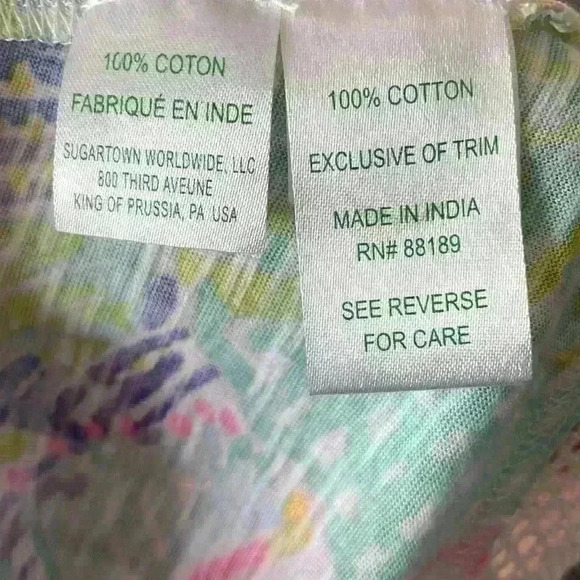 100% COTON
FABRIQUÉ EN INDE
SUGARTOWN WORLDWIDE, LLC
800 THIRD AVEUNE
KING OF PRUSSIA, PA USA
100% COTTON
EXCLUSIVE OF TRIM
MADE IN INDIA
RN# 88189
SEE REVERSE
FOR CARE